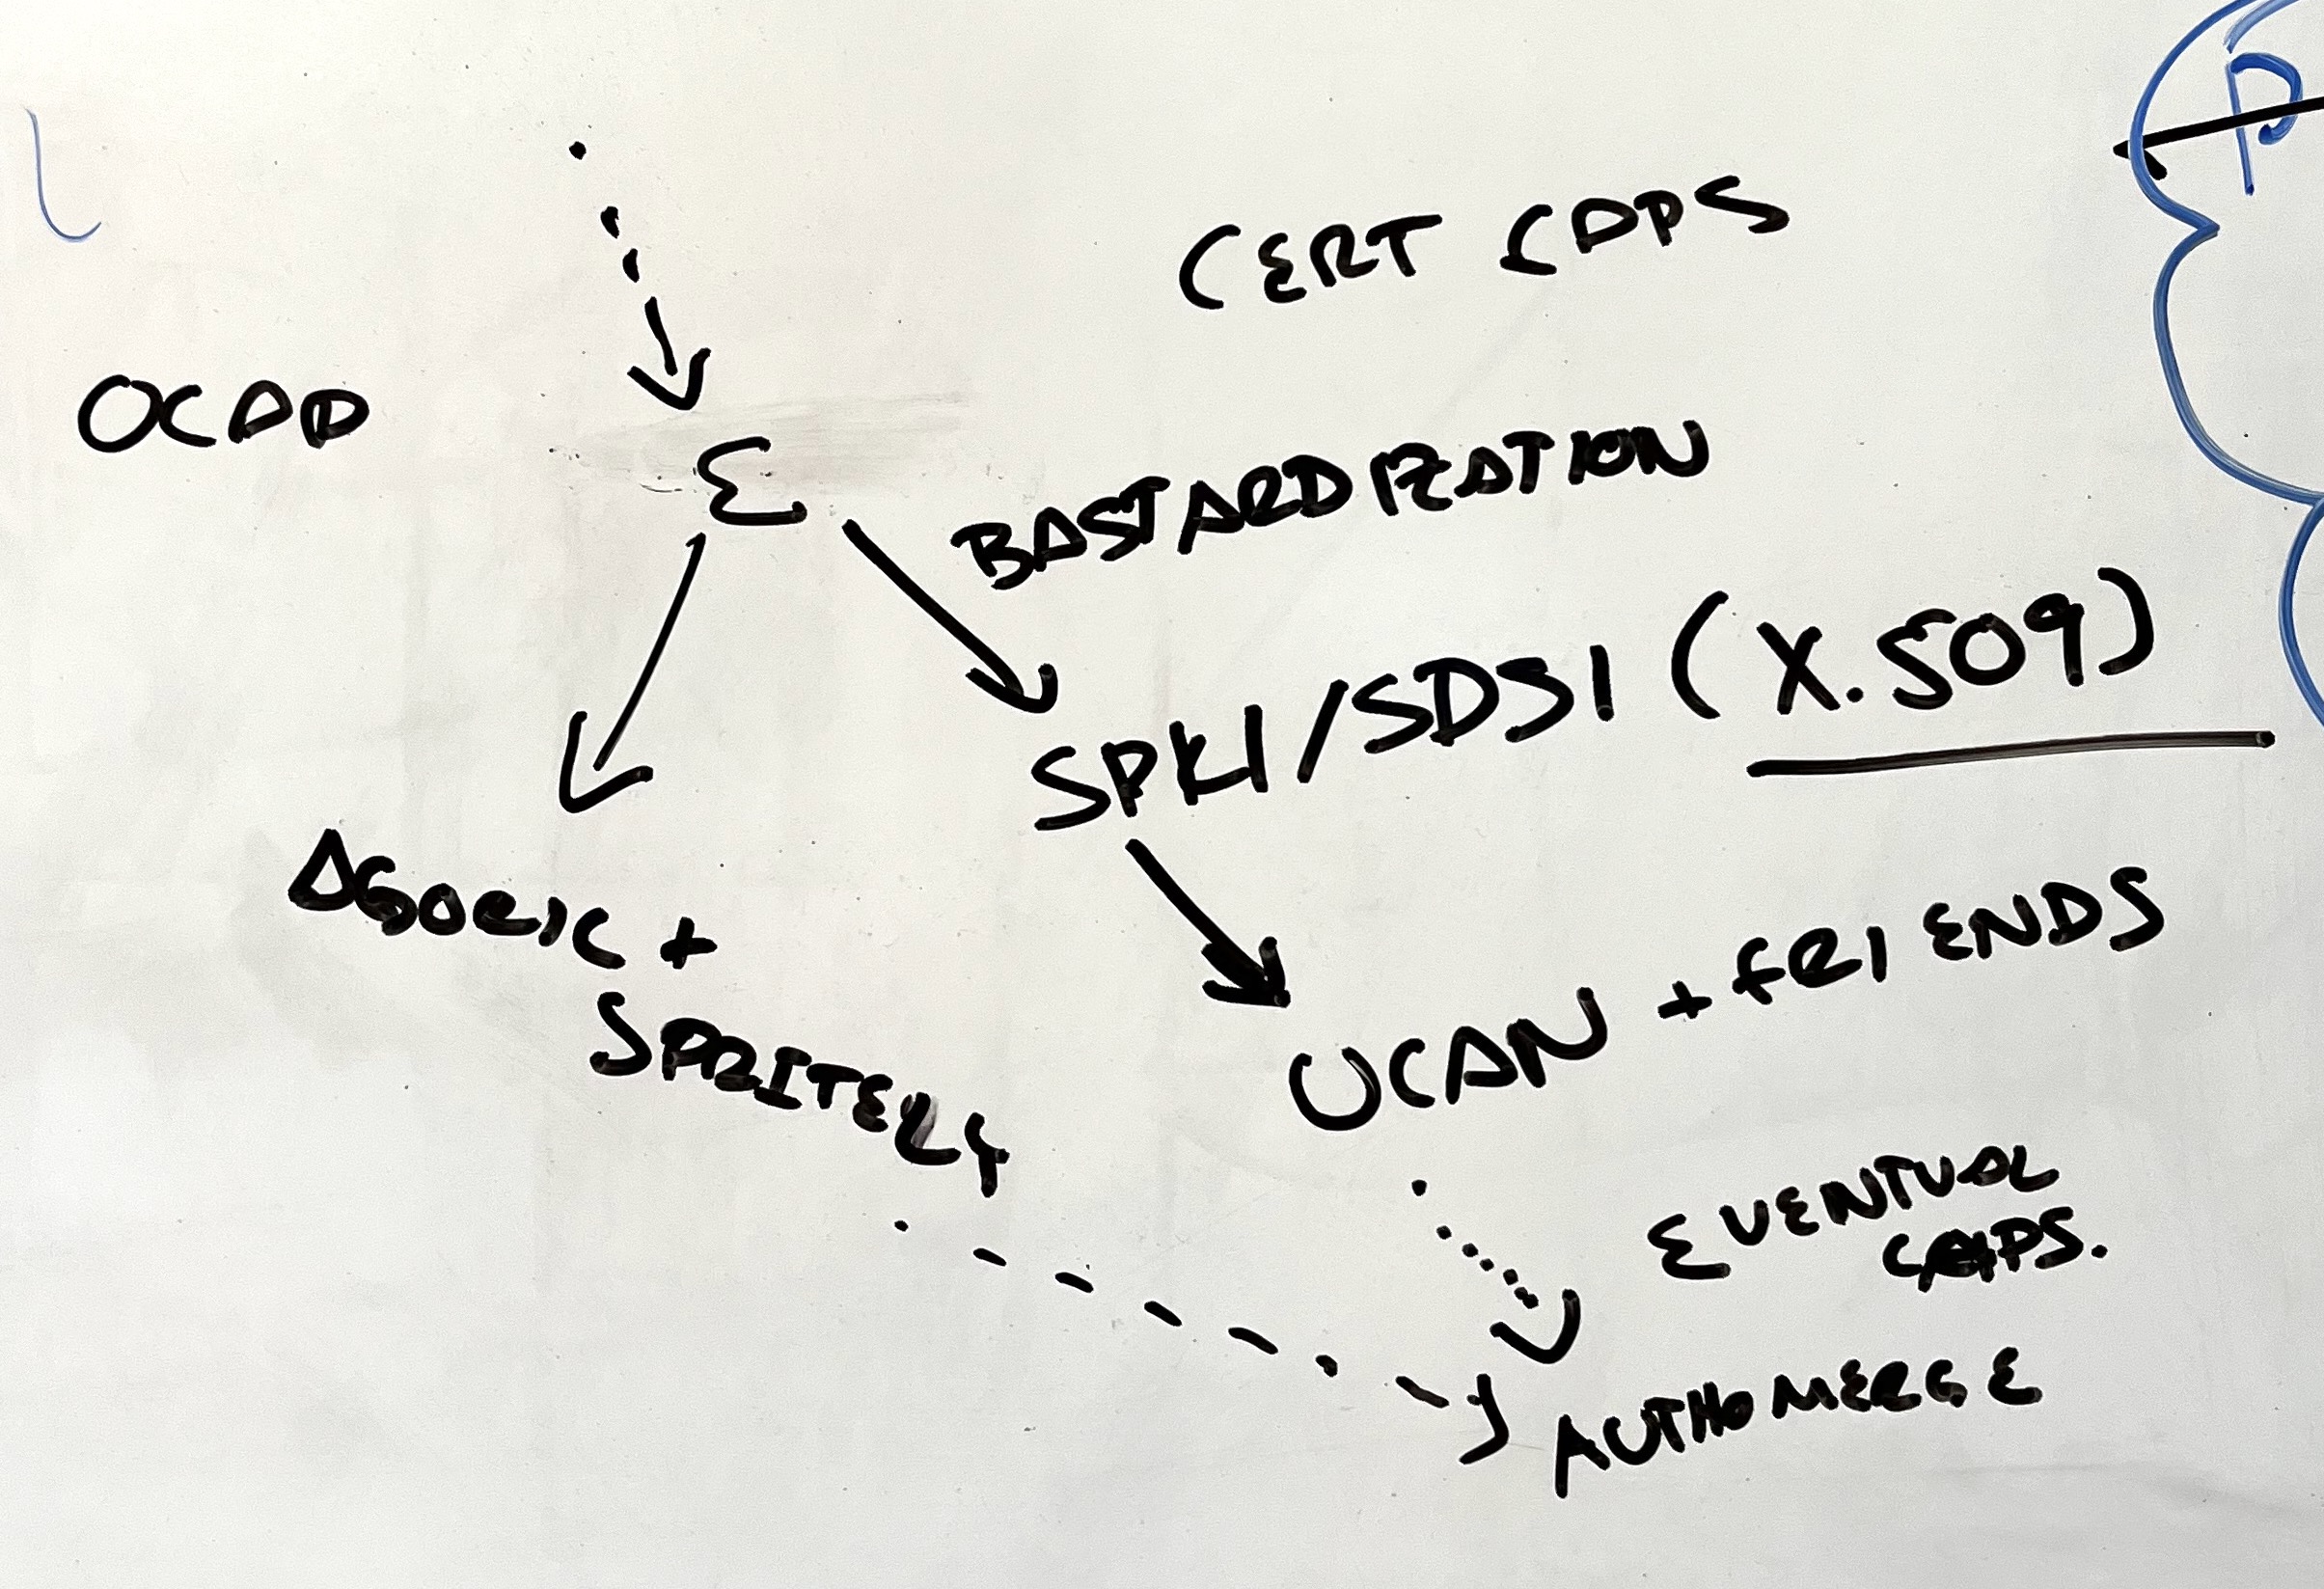 P
CERT CAPS
OCAP
E
BASTARDIZATION
SPKI/SDSI (X.509)
AGORIC +
SPRITELY
UCAN + FRIENDS
EVENTUAL
CAPS.
AUTHOMERGE